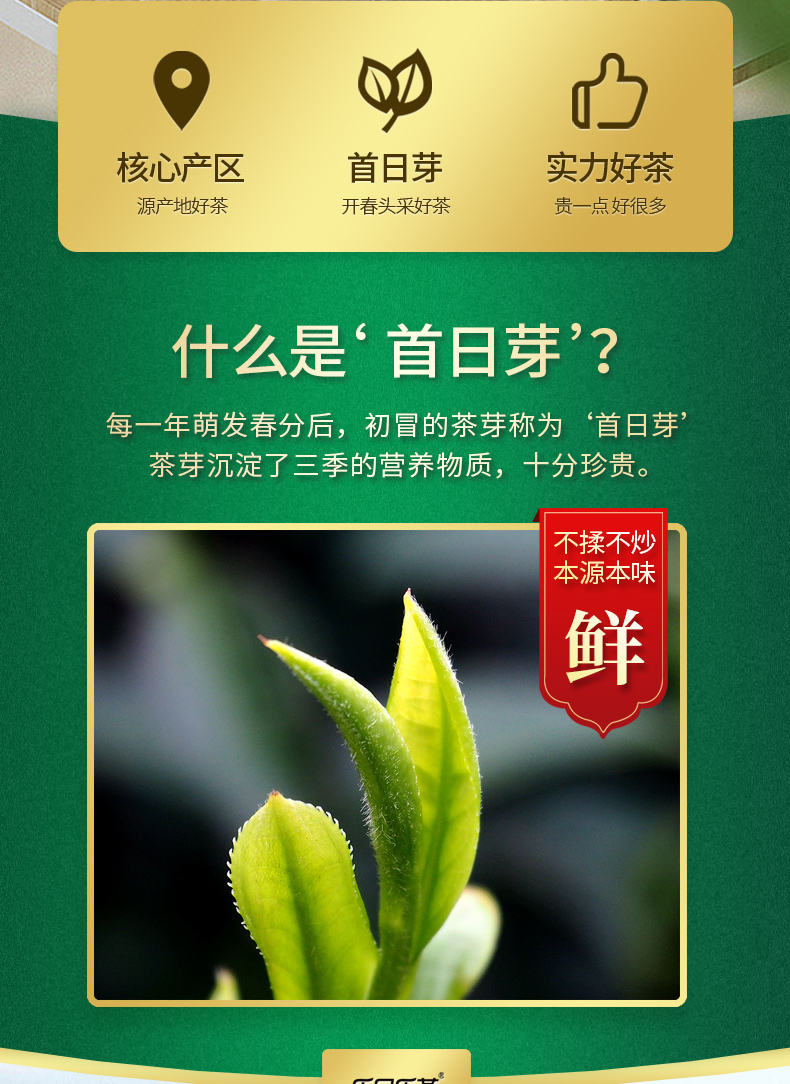 核心产区
源产地好茶
首日芽
开春头采好茶
实力好茶
贵一点好很多
什么是‘首日芽’？
每一年萌发春分后，初冒的茶芽称为‘首日芽’
茶芽沉淀了三季的营养物质，十分珍贵。
不揉不炒
本源本味
鲜